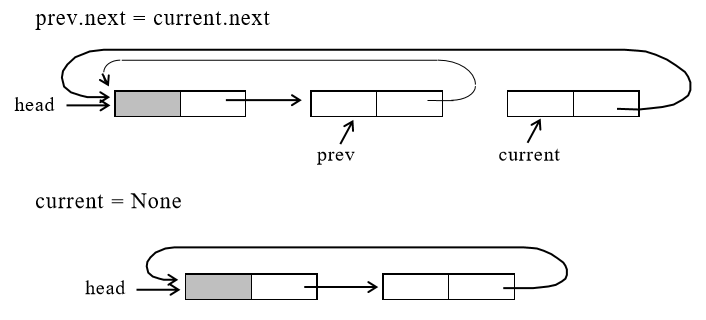 prev.next = current.next
head
prev
current
current = None
head